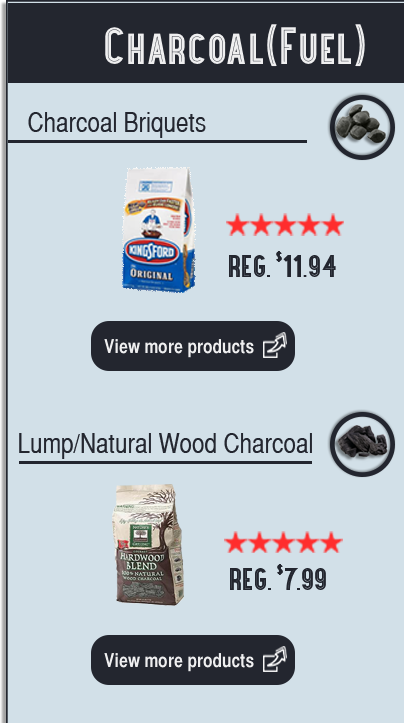 Charcoal(Fuel)
Charcoal Briquets
KINGSFORD
ORIGINAL
REG. $11.94
View more products
Lump/Natural Wood Charcoal
HARDWOOD
BLEND
100% NATURAL
WOOD CHARCOAL
REG. $7.99
View more products